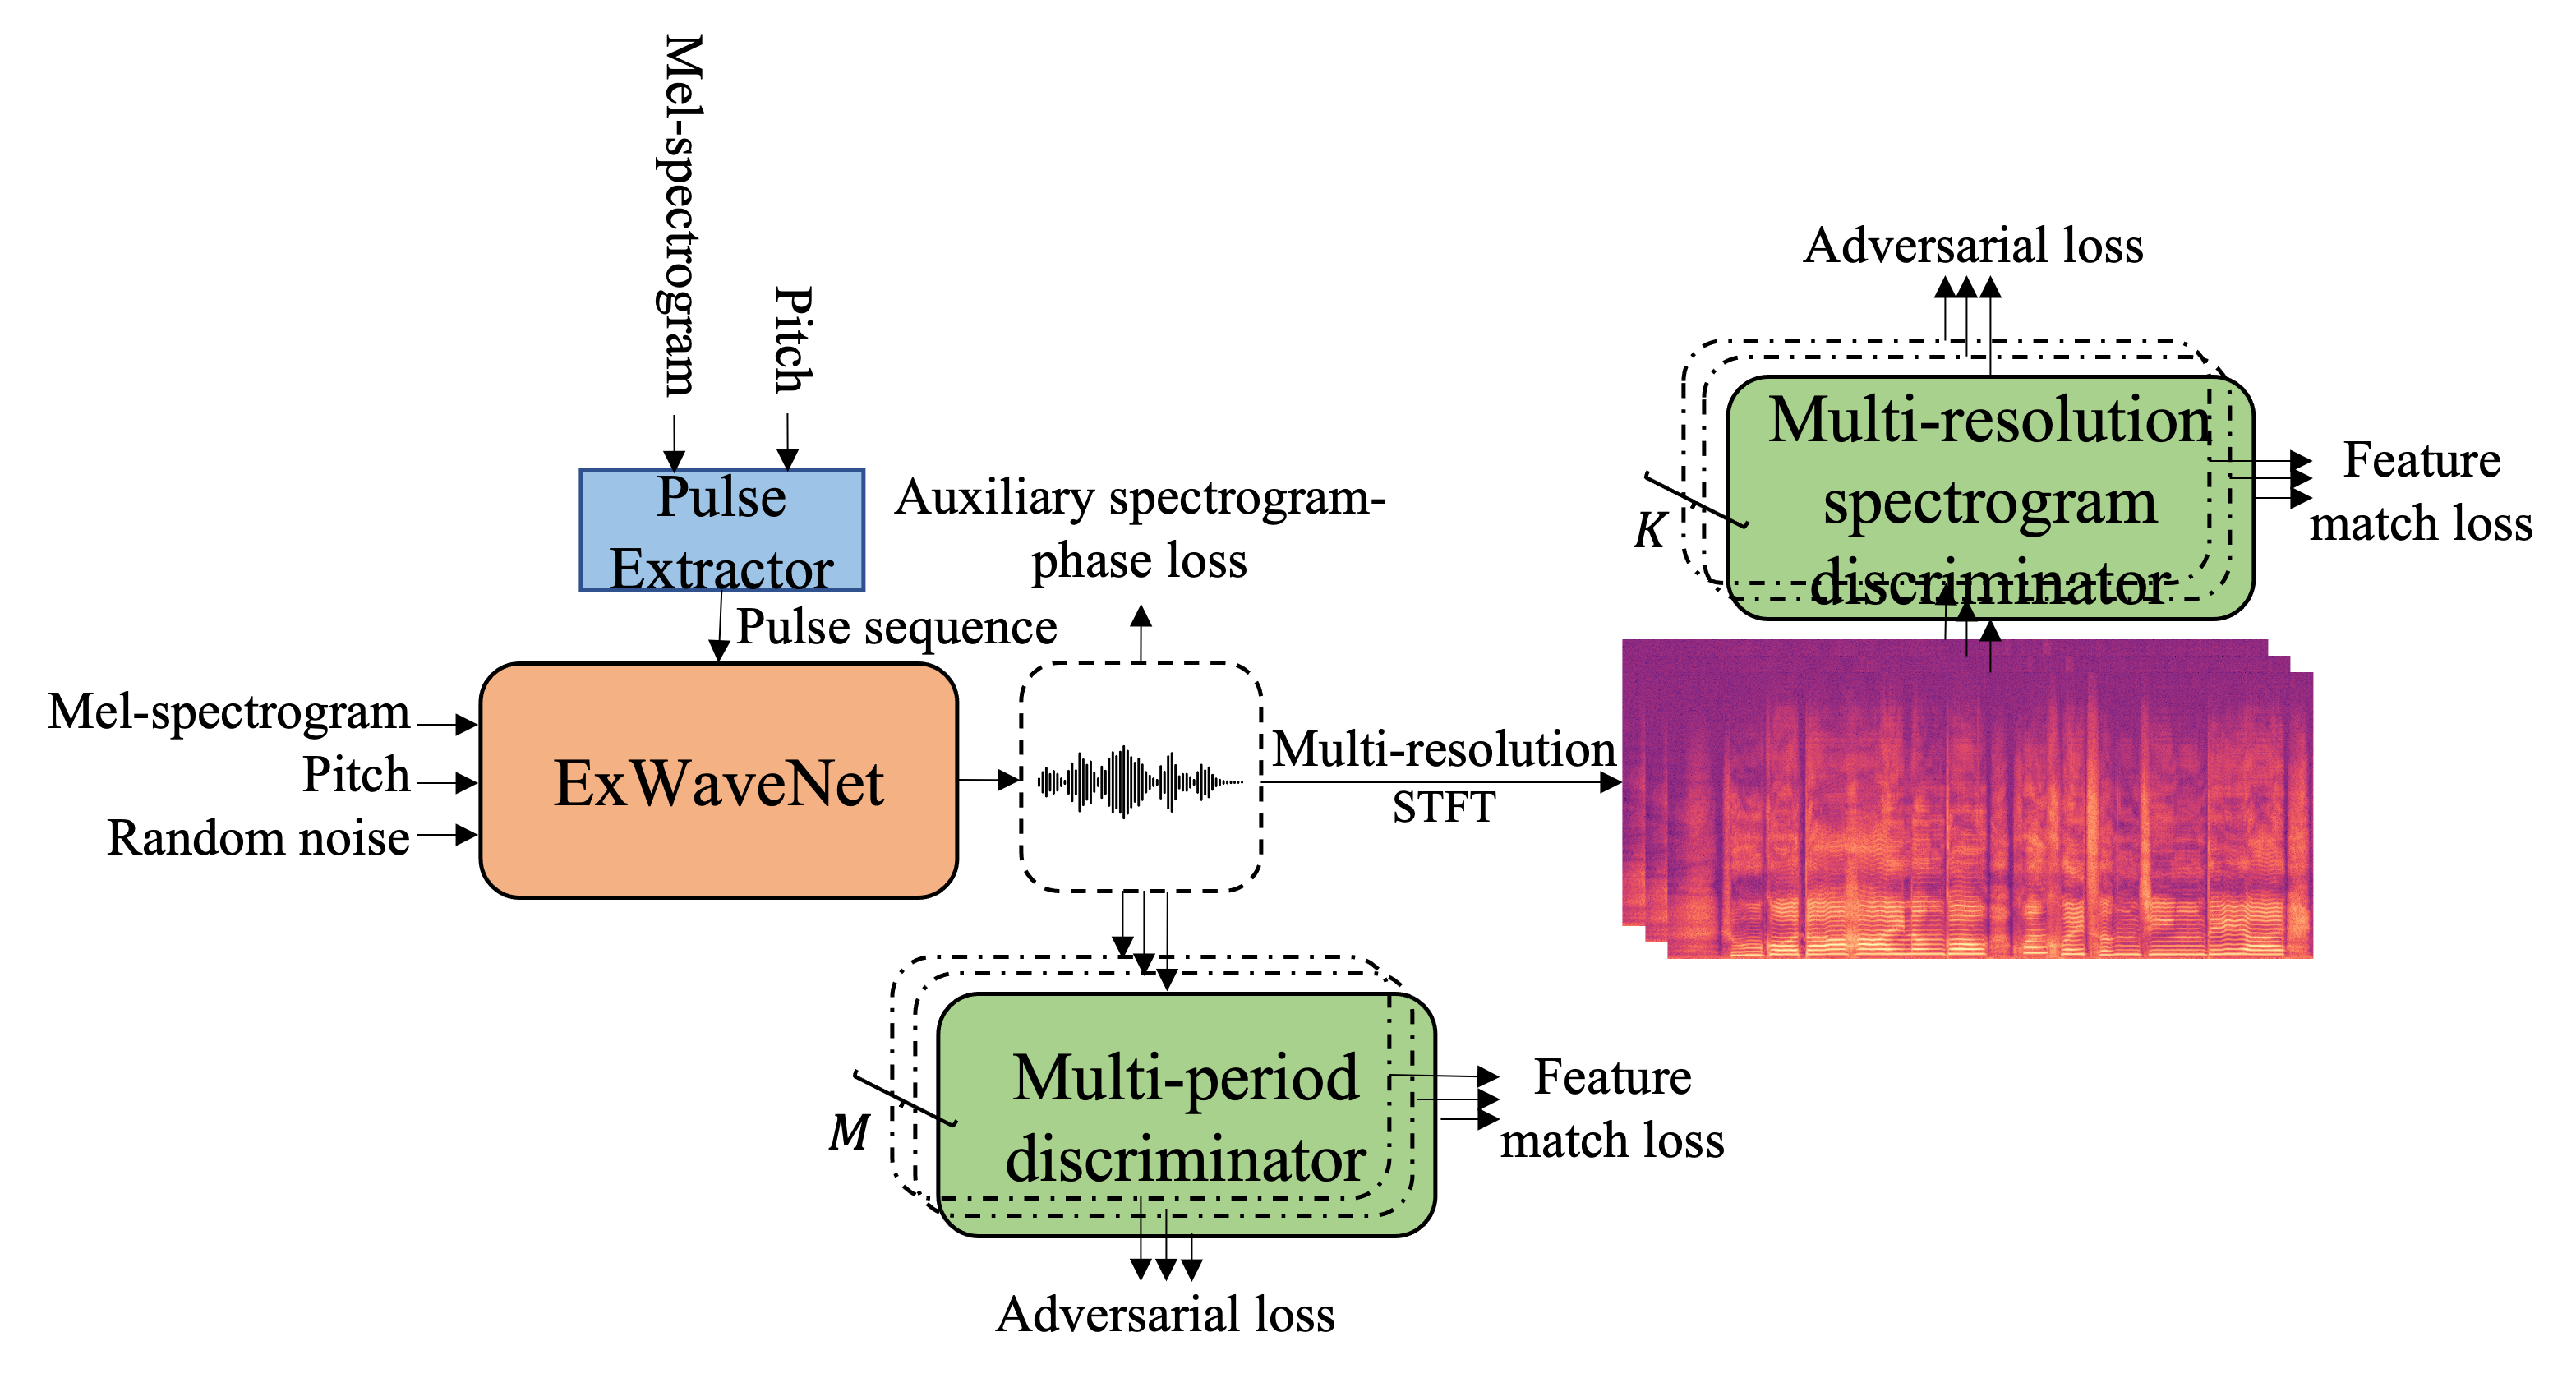 Mel-spectrogram
Pitch
Pulse
Extractor
Pulse sequence
Auxiliary spectrogram-
phase loss
Mel-spectrogram
Pitch
Random noise
ExWaveNet
Multi-resolution
STFT
Adversarial loss
Multi-resolution
spectrogram
discriminator
K
Feature
match loss
Multi-period
discriminator
M
Feature
match loss
Adversarial loss